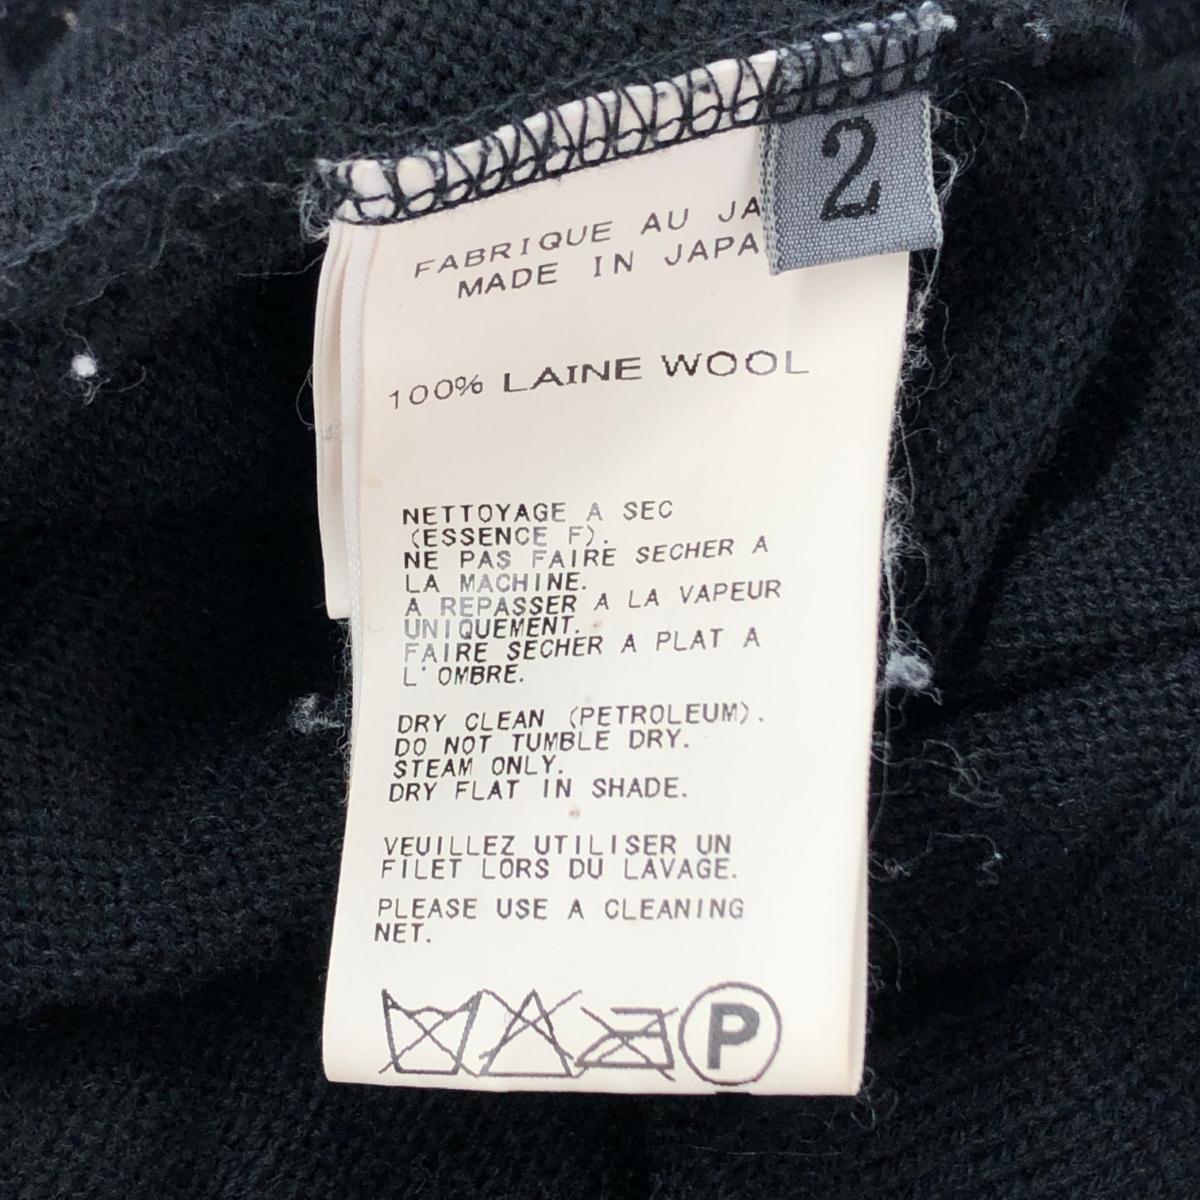 2
FABRIQUE AU JA
MADE IN JAPA
100% LAINE WOOL
NETTOYAGE A SEC
(ESSENCE F).
NE PAS FAIRE SECHER A
LA MACHINE.
A REPASSER A LA VAPEUR
UNIQUEMENT.
FAIRE SECHER A PLAT A
L'OMBRE.
DRY CLEAN (PETROLEUM).
DO NOT TUMBLE DRY.
STEAM ONLY.
DRY FLAT IN SHADE.
VEUILLEZ UTILISER UN
FILET LORS DU LAVAGE.
PLEASE USE A CLEANING
NET.
P